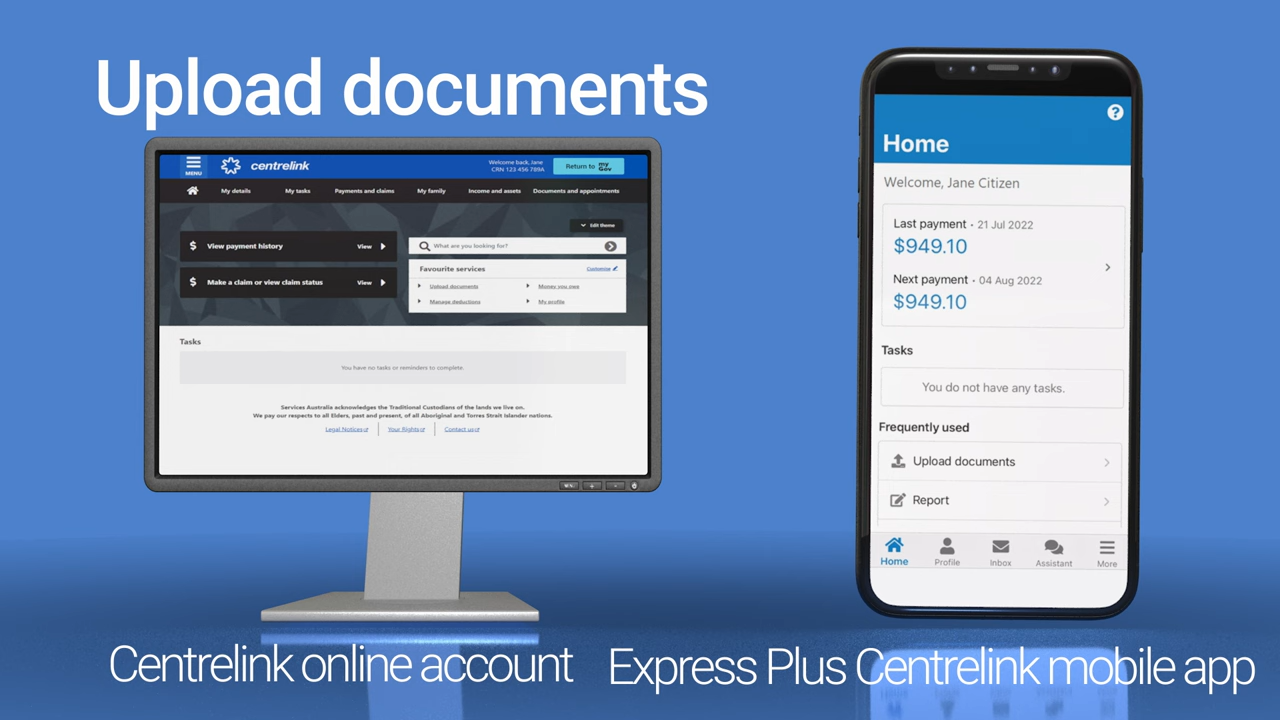 Upload documents
MENU
centrelink
Welcome back, Jane
CRN 123 456 789A
Return to my Gov
My details
My tasks
Payments and claims
My family
Income and assets
Documents and appointments
Edit theme
$ View payment history View
What are you looking for?
$ Make a claim or view claim status View
Favourite services
Customise
Upload documents
Money you owe
Manage deductions
My profile
Tasks
You have no tasks or reminders to complete.
Services Australia acknowledges the Traditional Custodians of the lands we live on.
We pay our respects to all Elders, past and present, of all Aboriginal and Torres Strait Islander nations.
Legal Notices
Your Rights
Contact us
Centrelink online account
?
Home
Welcome, Jane Citizen
Last payment • 21 Jul 2022
$949.10
Next payment • 04 Aug 2022
$949.10
Tasks
You do not have any tasks.
Frequently used
Upload documents
Report
Home
Profile
Inbox
Assistant
More
Express Plus Centrelink mobile app